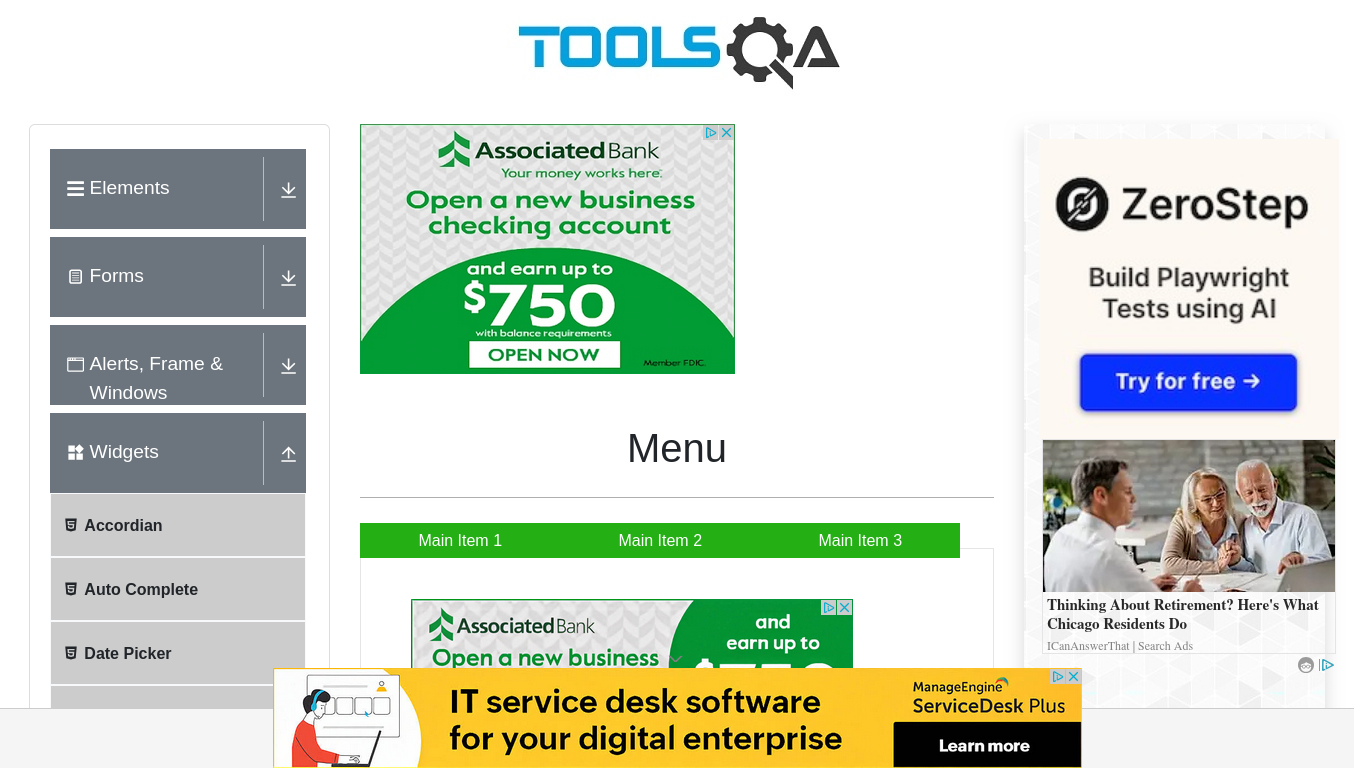 TOOLSQA
Elements
Forms
Alerts, Frame &
Windows
Widgets
Accordian
Auto Complete
Date Picker
Associated Bank
Your money works here.
Open a new business
checking account
and earn up to
$750
with balance requirements
OPEN NOW
Member FDIC.
Menu
Main Item 1
Main Item 2
Main Item 3
Associated Bank
Open a new business
and
earn up to
ZeroStep
Build Playwright
Tests using AI
Try for free →
Thinking About Retirement? Here's What
Chicago Residents Do
ICanAnswerThat | Search Ads
IT service desk software
for your digital enterprise
ManageEngine
ServiceDesk Plus
Learn more